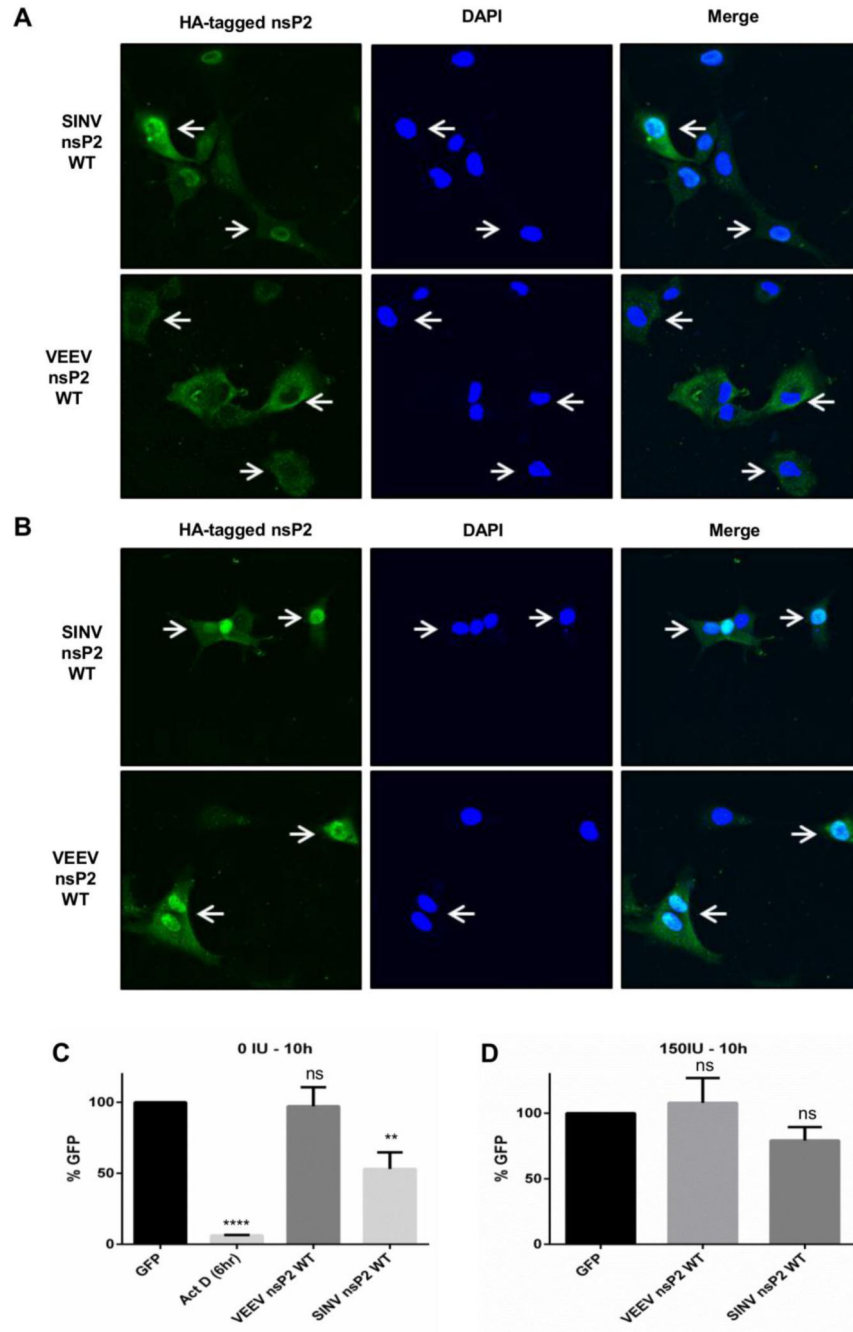 A
HA-tagged nsP2
DAPI
Merge
SINV
nsP2
WT
VEEV
nsP2
WT
B
HA-tagged nsP2
DAPI
Merge
SINV
nsP2
WT
VEEV
nsP2
WT
C
0 IU - 10h
% GFP
100
50
0
ns
**
****
GFP
Act D (6hr)
VEEV nsP2 WT
SINV nsP2 WT
D
150IU - 10h
% GFP
100
50
0
ns
ns
GFP
VEEV nsP2 WT
SINV nsP2 WT